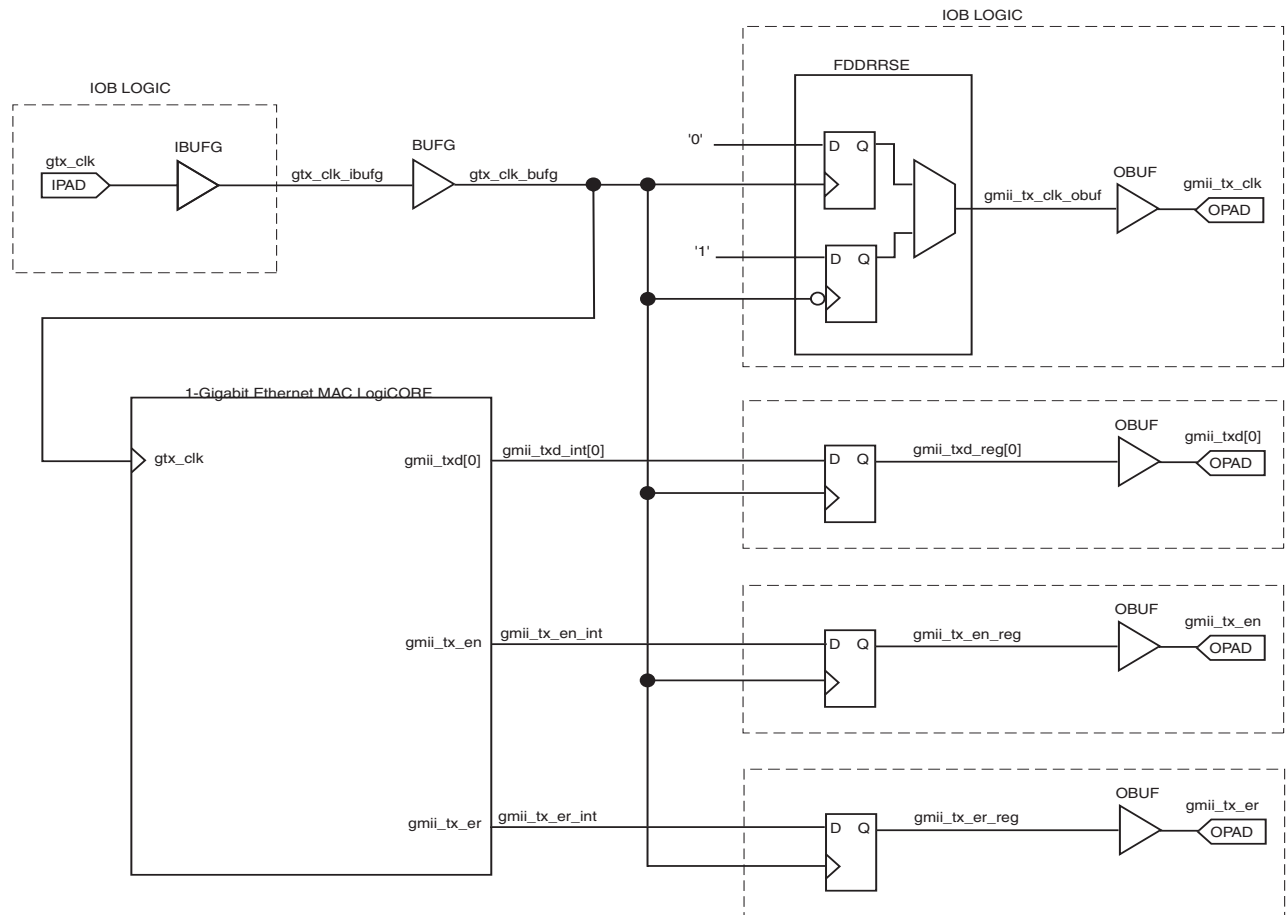 IOB LOGIC
FDDRRSE
IOB LOGIC
'0'
D Q
IBUFG
BUFG
OBUF
gtx_clk
IPAD
gtx_clk_ibufg
gtx_clk_bufg
gmii_tx_clk_obuf
gmii_tx_clk
OPAD
'1'
D Q
1-Gigabit Ethernet MAC LogiCORE
gtx_clk
gmii_txd[0]
gmii_txd_int[0]
D Q
gmii_txd_reg[0]
OBUF
gmii_txd[0]
OPAD
gmii_tx_en
gmii_tx_en_int
D Q
gmii_tx_en_reg
OBUF
gmii_tx_en
OPAD
gmii_tx_er
gmii_tx_er_int
D Q
gmii_tx_er_reg
OBUF
gmii_tx_er
OPAD